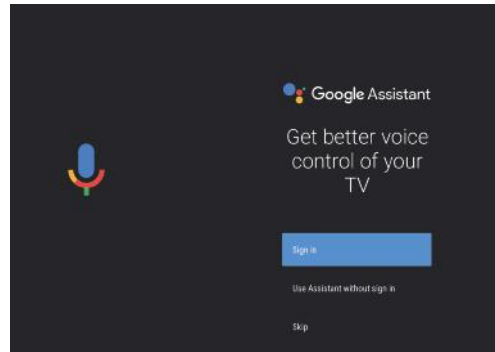 Google Assistant
Get better voice
control of your
TV
Sign in
Use Assistant without sign in
Skip